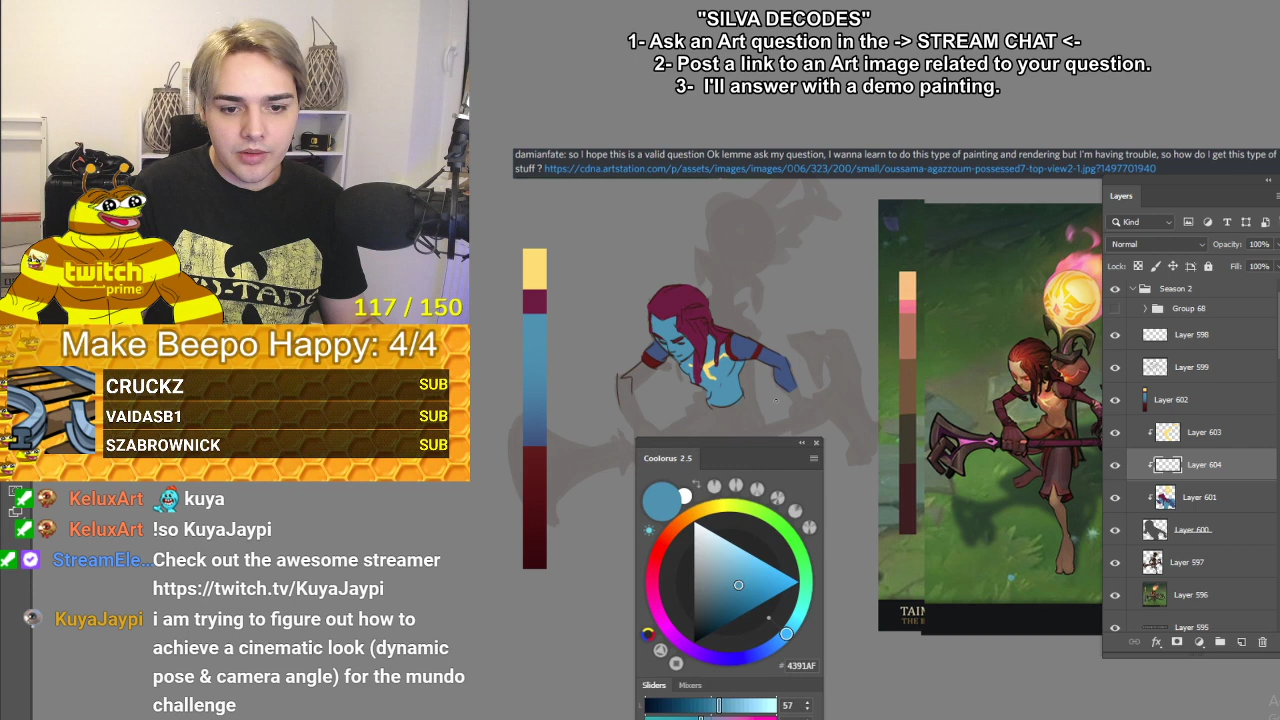 "SILVA DECODES"
1- Ask an Art question in the -> STREAM CHAT <-
2- Post a link to an Art image related to your question.
3- I'll answer with a demo painting.
damianfate: so I hope this is a valid question Ok lemme ask my question, I wanna learn to do this type of painting and rendering but I'm having trouble, so how do I get this type of
stuff ? https://cdna.artstation.com/p/assets/images/images/006/323/200/small/oussama-agazzoum-possessed7-top-view2-1.jpg?1497701940
twitch
prime
117 / 150
Make Beepo Happy: 4/4
CRUCKZ SUB
VAIDASB1 SUB
SZABROWNICK SUB
KeluxArt kuya
KeluxArt !so KuyaJaypi
StreamEle... Check out the awesome streamer
https://twitch.tv/KuyaJaypi
KuyaJaypi i am trying to figure out how to
achieve a cinematic look (dynamic
pose & camera angle) for the mundo
challenge
Coolorus 2.5
# 4391AF
Sliders Mixers
L 57
Layers
Kind
Normal Opacity: 100%
Lock: Fill: 100%
Season 2
Group 68
Layer 598
Layer 599
Layer 602
Layer 603
Layer 604
Layer 601
Layer 600
Layer 597
Layer 596
Layer 595